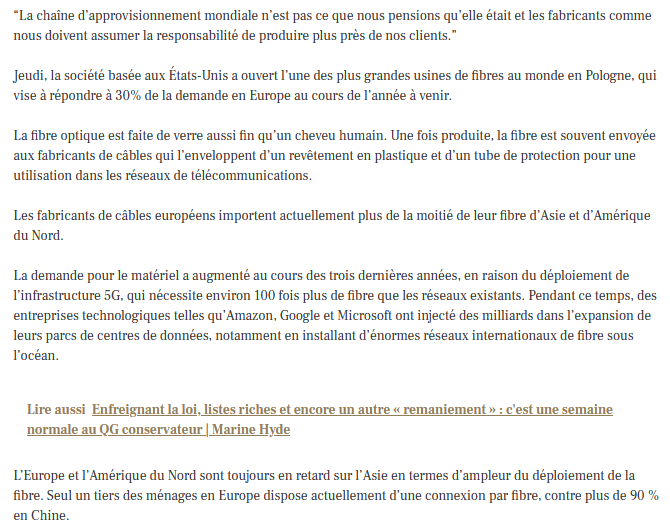 “La chaîne d’approvisionnement mondiale n’est pas ce que nous pensions qu’elle était et les fabricants comme
nous doivent assumer la responsabilité de produire plus près de nos clients.”
Jeudi, la société basée aux États-Unis a ouvert l’une des plus grandes usines de fibres au monde en Pologne, qui
vise à répondre à 30% de la demande en Europe au cours de l’année à venir.
La fibre optique est faite de verre aussi fin qu’un cheveu humain. Une fois produite, la fibre est souvent envoyée
aux fabricants de câbles qui l’enveloppent d’un revêtement en plastique et d’un tube de protection pour une
utilisation dans les réseaux de télécommunications.
Les fabricants de câbles européens importent actuellement plus de la moitié de leur fibre d’Asie et d’Amérique
du Nord.
La demande pour le matériel a augmenté au cours des trois dernières années, en raison du déploiement de
l’infrastructure 5G, qui nécessite environ 100 fois plus de fibre que les réseaux existants. Pendant ce temps, des
entreprises technologiques telles qu’Amazon, Google et Microsoft ont injecté des milliards dans l’expansion de
leurs parcs de centres de données, notamment en installant d’énormes réseaux internationaux de fibre sous
l’océan.
Lire aussi Enfreignant la loi, listes riches et encore un autre « remaniement » : c'est une semaine
normale au QG conservateur | Marine Hyde
L’Europe et l’Amérique du Nord sont toujours en retard sur l’Asie en termes d’ampleur du déploiement de la
fibre. Seul un tiers des ménages en Europe dispose actuellement d’une connexion par fibre, contre plus de 90 %
en Chine.